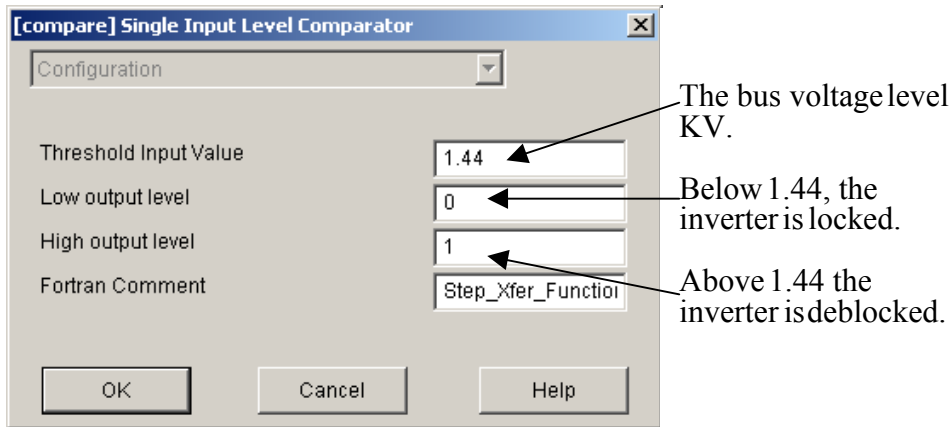 [compare] Single Input Level Comparator
Configuration
Threshold Input Value
1.44
Low output level
0
High output level
1
Fortran Comment
Step_Xfer_Function
OK
Cancel
Help
The bus voltage level
KV.
Below 1.44, the
inverter is locked.
Above 1.44 the
inverter is deblocked.